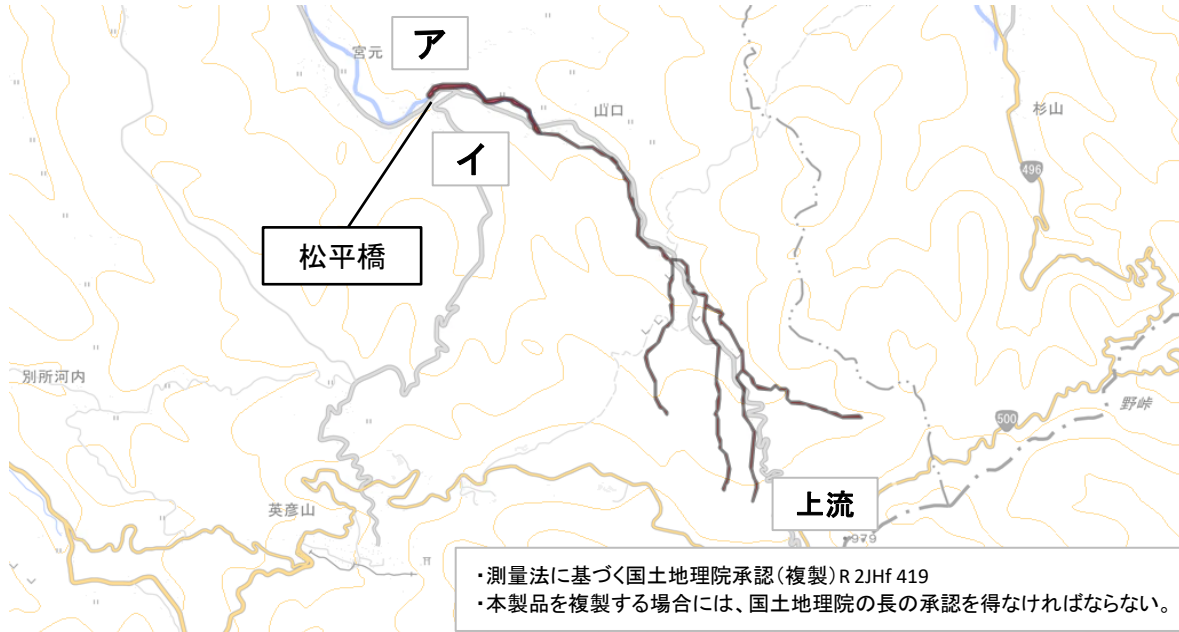 宮元
ア
山口
杉山
496
イ
松平橋
別所河内
野峠
500
英彦山
上流
・979
・測量法に基づく国土地理院承認(複製)R 2JHf 419
・本製品を複製する場合には、国土地理院の長の承認を得なければならない。